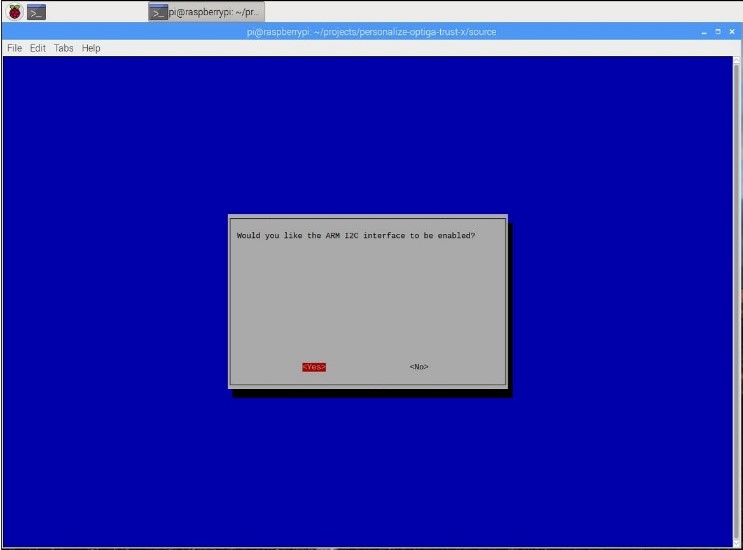 pi@raspberrypi: ~/pr...
pi@raspberrypi: ~/projects/personalize-optiga-trust-x/source
File Edit Tabs Help
Would you like the ARM I2C interface to be enabled?
<Yes> <No>